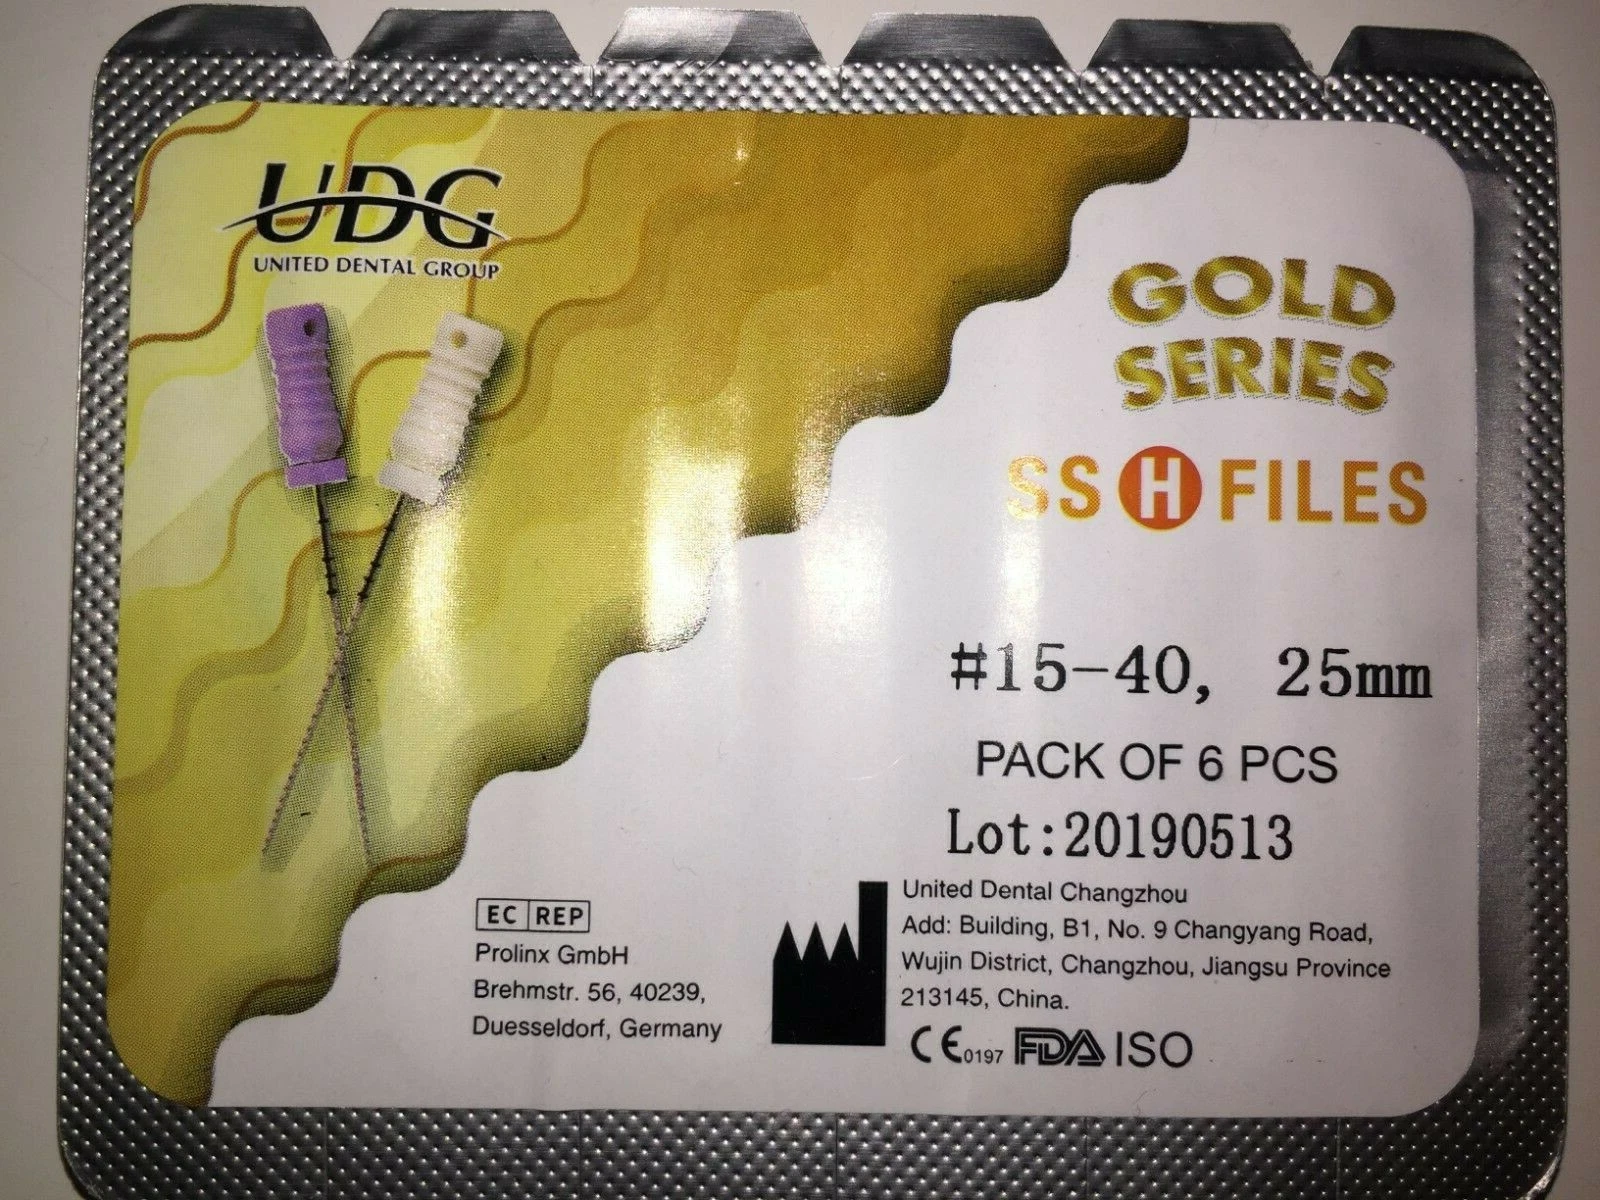 UDG
UNITED DENTAL GROUP
GOLD
SERIES
SS H FILES
#15-40, 25mm
PACK OF 6 PCS
Lot:20190513
EC REP
Prolinx GmbH
Brehmstr. 56, 40239,
Duesseldorf, Germany
United Dental Changzhou
Add: Building, B1, No. 9 Changyang Road,
Wujin District, Changzhou, Jiangsu Province
213145, China.
CE0197 FDA ISO